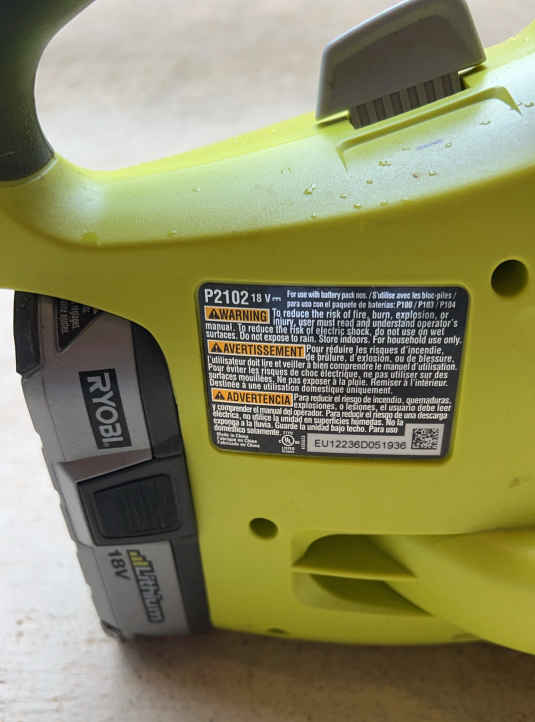 P2102 18 V
For use with battery pack nos. / S'utilise avec les bloc-piles /
para uso con el paquete de baterias: P100 / P103 / P104
WARNING To reduce the risk of fire, burn, explosion, or
injury, user must read and understand operator's
manual. To reduce the risk of electric shock, do not use on wet
surfaces. Do not expose to rain. Store indoors. For household use only.
AVERTISSEMENT Pour réduire les risques d'incendie,
de brûlure, d'explosion, ou de blessure,
l'utilisateur doit lire et veiller à bien comprendre le manuel d'utilisation.
Pour éviter les risques de choc électrique, ne pas utiliser sur des
surfaces mouillées. Ne pas exposer à la pluie. Remiser à l'interieur.
Destinée à une utilisation domestique uniquement.
ADVERTENCIA Para reducir el riesgo de incendio, quemaduras,
explosiones, o lesiones, el usuario debe leer
y comprender el manual del operador. Para reducir el riesgo de una descarga
eléctrica, no utilice la unidad en superficies húmedas. No la
exponga a la lluvia. Guarde la unidad bajo techo. Para uso
doméstico solamente.
Made in China
Fabriqué en Chine
Fabricado en China
UL
LISTED
EU12236D051936
RYOBI
Lithium
18V